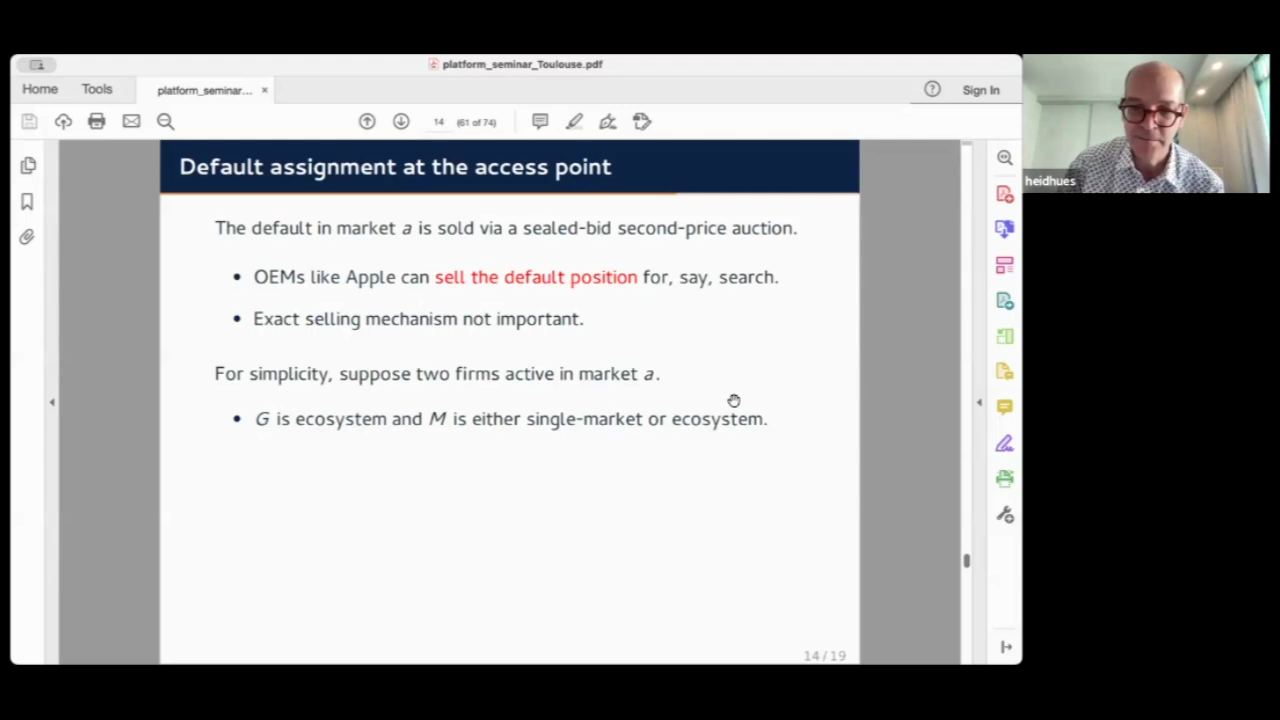 platform_seminar_Toulouse.pdf
Home
Tools
platform_seminar... ×
Sign In
14 (61 of 74)
Default assignment at the access point
heidhues
The default in market a is sold via a sealed-bid second-price auction.
• OEMs like Apple can sell the default position for, say, search.
• Exact selling mechanism not important.
For simplicity, suppose two firms active in market a.
• G is ecosystem and M is either single-market or ecosystem.
14/19